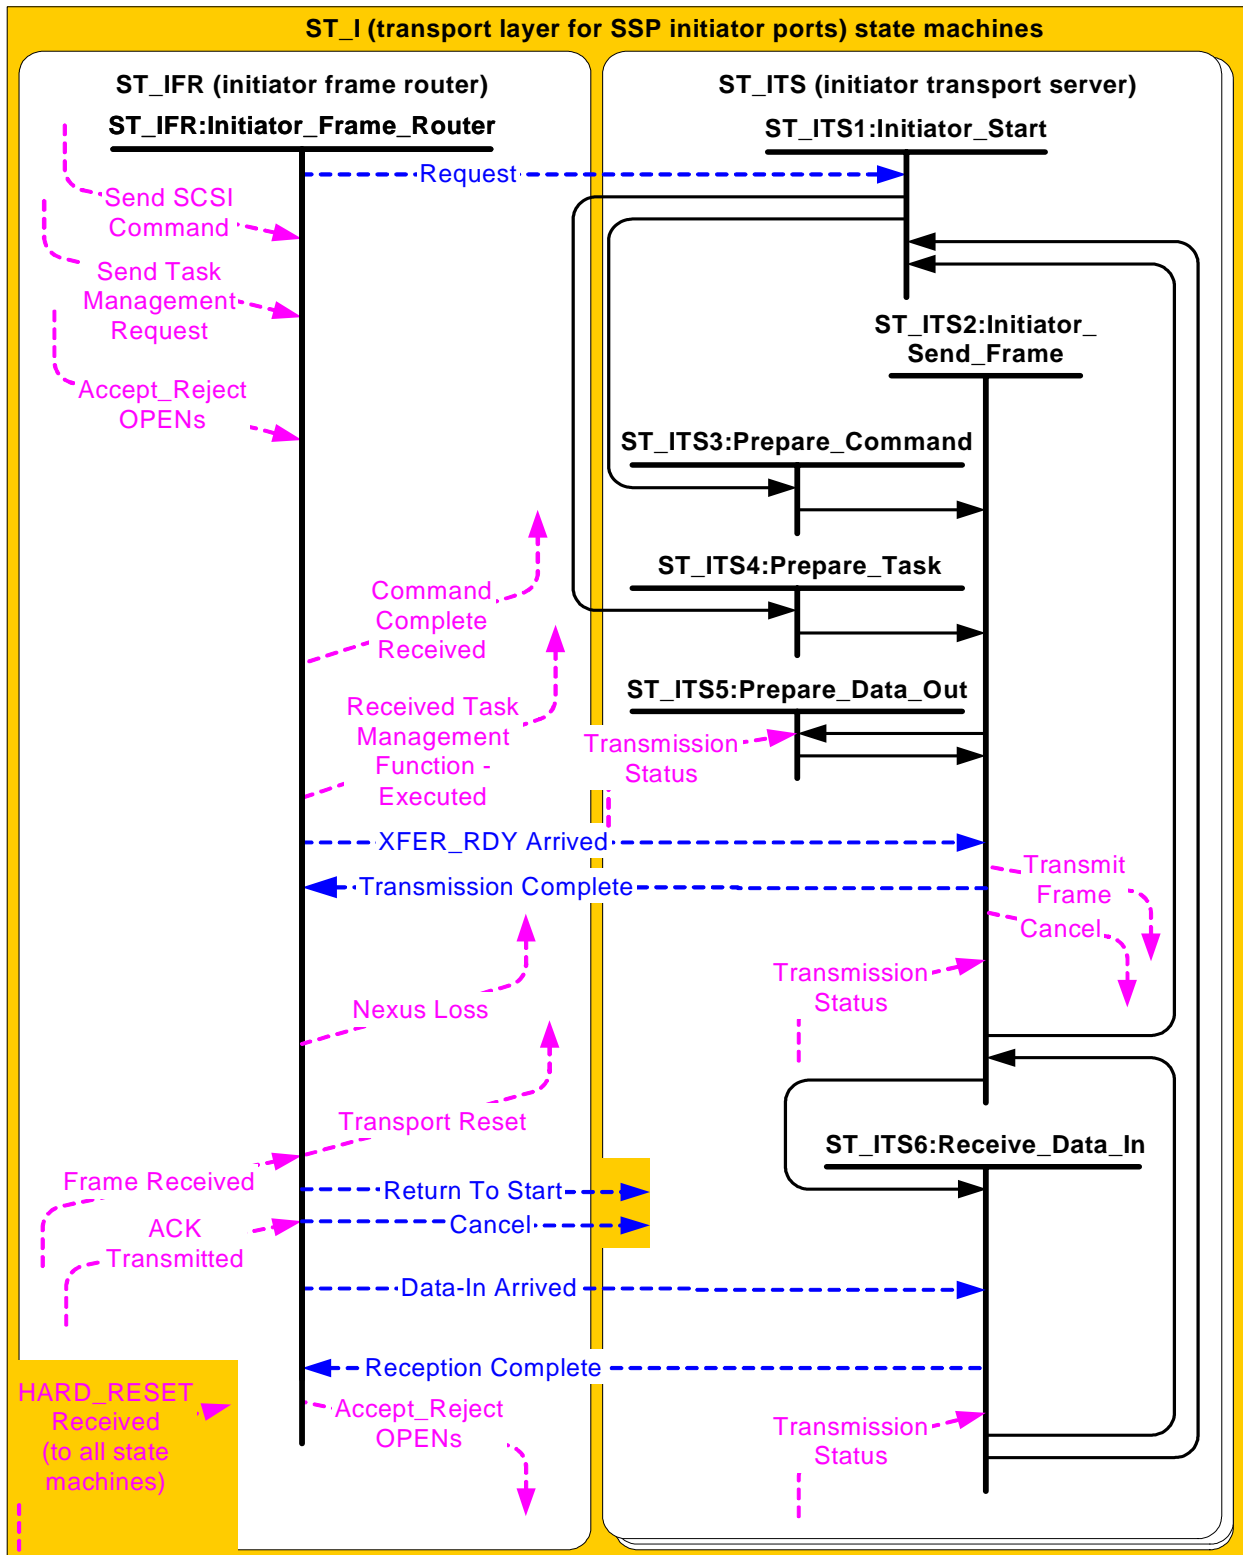 ST_I (transport layer for SSP initiator ports) state machines
ST_IFR (initiator frame router)
ST_IFR:Initiator_Frame_Router
Send SCSI
Command
Send Task
Management
Request
Accept_Reject
OPENs
Command
Complete
Received
Received Task
Management
Function -
Executed
Nexus Loss
Transport Reset
Frame Received
ACK
Transmitted
HARD_RESET
Received
(to all state
machines)
Accept_Reject
OPENs
Request
XFER_RDY Arrived
Transmission Complete
Return To Start
Cancel
Data-In Arrived
Reception Complete
ST_ITS (initiator transport server)
ST_ITS1:Initiator_Start
ST_ITS2:Initiator_
Send_Frame
ST_ITS3:Prepare_Command
ST_ITS4:Prepare_Task
ST_ITS5:Prepare_Data_Out
Transmission
Status
Transmit
Frame
Cancel
Transmission
Status
ST_ITS6:Receive_Data_In
Transmission
Status